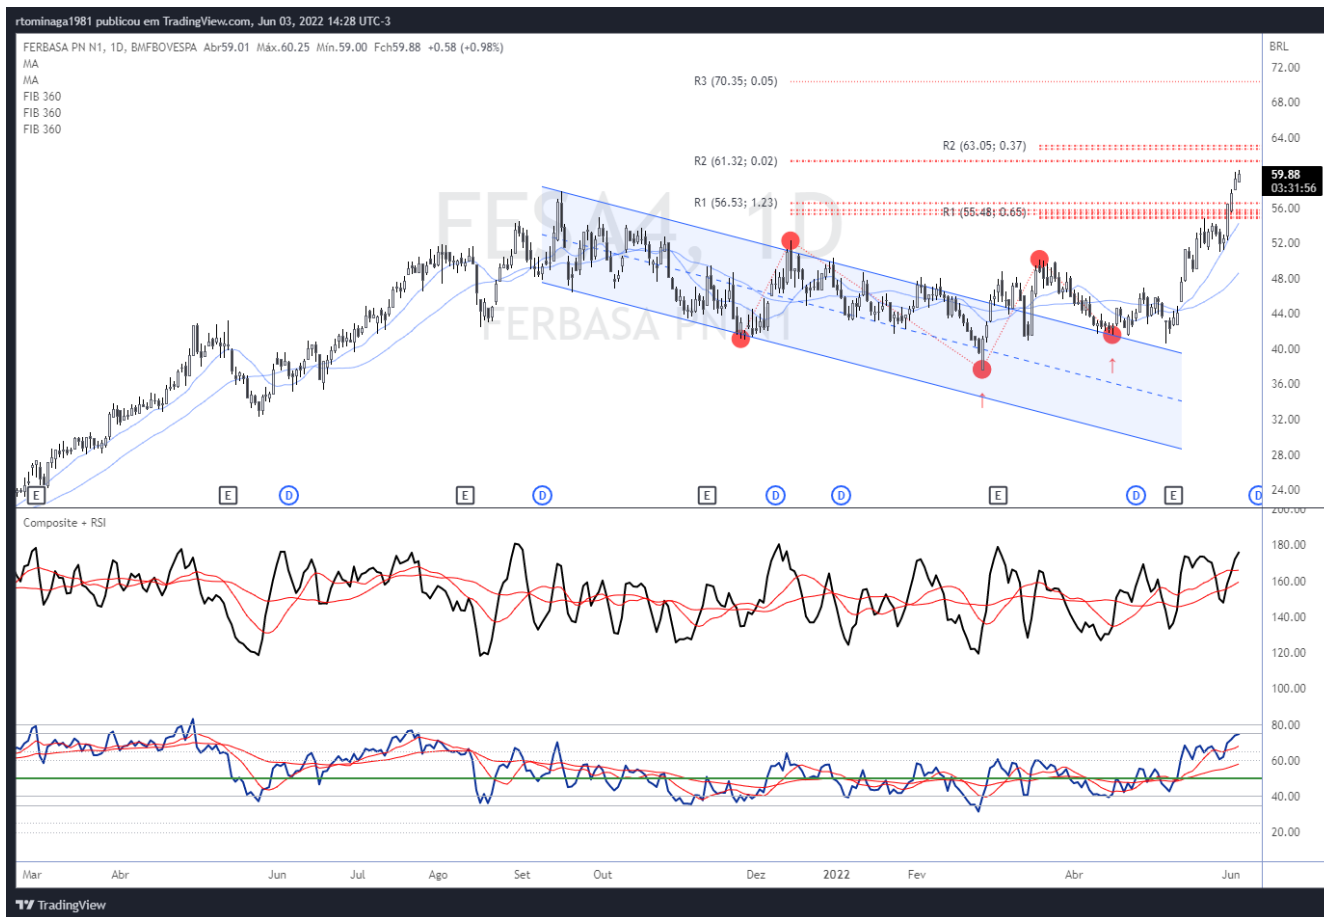 rtominaga1981 publicou em TradingView.com, Jun 03, 2022 14:28 UTC-3
FERBASA PN N1, 1D, BMFBOVESPA Abr59.01 Máx.60.25 Mín.59.00 Fch59.88 +0.58 (+0.98%)
BRL
MA
MA
FIB 360
FIB 360
FIB 360
72.00
R3 (70.35; 0.05)
68.00
64.00
R2 (63.05; 0.37)
R2 (61.32; 0.02)
59.88
03:31:56
R1 (56.53; 1.23)
R1 (55.48; 0.65)
56.00
FESA4, 1D
FERBASA PN N1
52.00
48.00
44.00
40.00
36.00
32.00
28.00
24.00
E E D E D E D D E D E D
Composite + RSI
200.00
180.00
160.00
140.00
120.00
100.00
80.00
60.00
40.00
20.00
Mar Abr Jun Jul Ago Set Out Dez 2022 Fev Abr Jun
TradingView